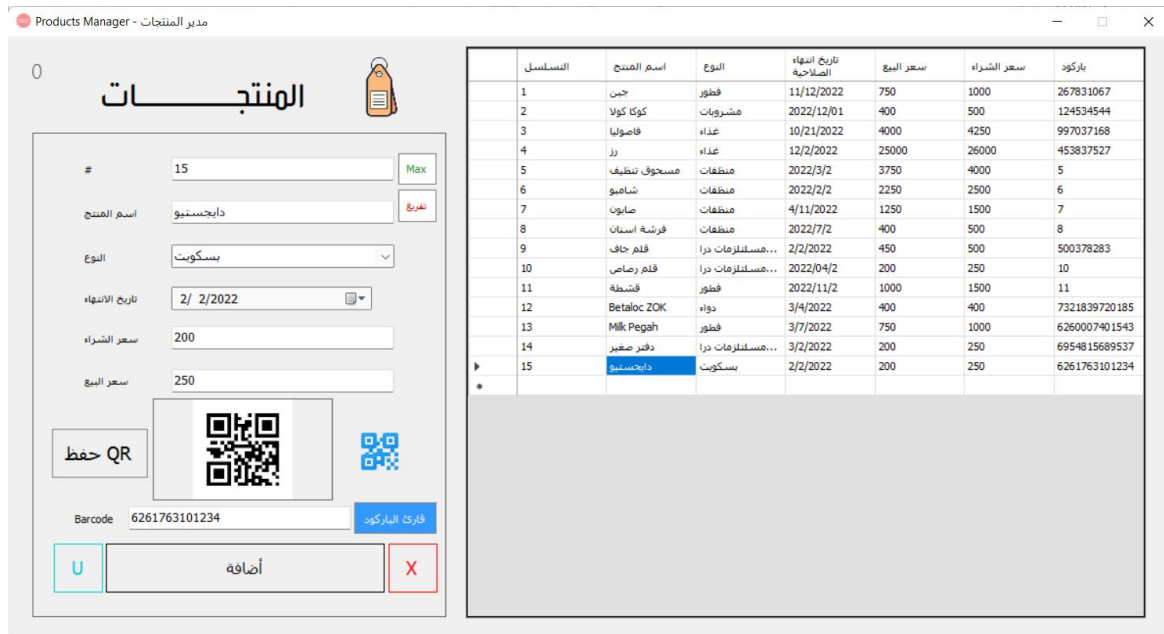 Products Manager - مدير المنتجات
0
المنتجـــــــــات
# 15 Max
اسم المنتج دايجستيو تفريغ
النوع بسكويت
تاريخ الانتهاء 2/ 2/2022
سعر الشراء 200
سعر البيع 250
حفظ QR
Barcode 6261763101234 قارئ الباركود
U أضافة X
التسلسل اسم المنتج النوع تاريخ انتهاء الصلاحية سعر البيع سعر الشراء باركود
1 جبن فطور 11/12/2022 750 1000 267831067
2 كوكا كولا مشروبات 2022/12/01 400 500 124534544
3 فاصوليا غذاء 10/21/2022 4000 4250 997037168
4 رز غذاء 12/2/2022 25000 26000 453837527
5 مسحوق تنظيف منظفات 2022/3/2 3750 4000 5
6 شامبو منظفات 2022/2/2 2250 2500 6
7 صابون منظفات 4/11/2022 1250 1500 7
8 فرشة اسنان منظفات 2022/7/2 400 500 8
9 قلم جاف مستلزمات درا... 2/2/2022 450 500 500378283
10 قلم رصاص مستلزمات درا... 2022/04/2 200 250 10
11 قشطة فطور 2022/11/2 1000 1500 11
12 Betaloc ZOK دواء 3/4/2022 400 400 7321839720185
13 Milk Pegah فطور 3/7/2022 750 1000 6260007401543
14 دفتر صغير مستلزمات درا... 3/2/2022 200 250 6954815689537
15 دايجستيو بسكويت 2/2/2022 200 250 6261763101234